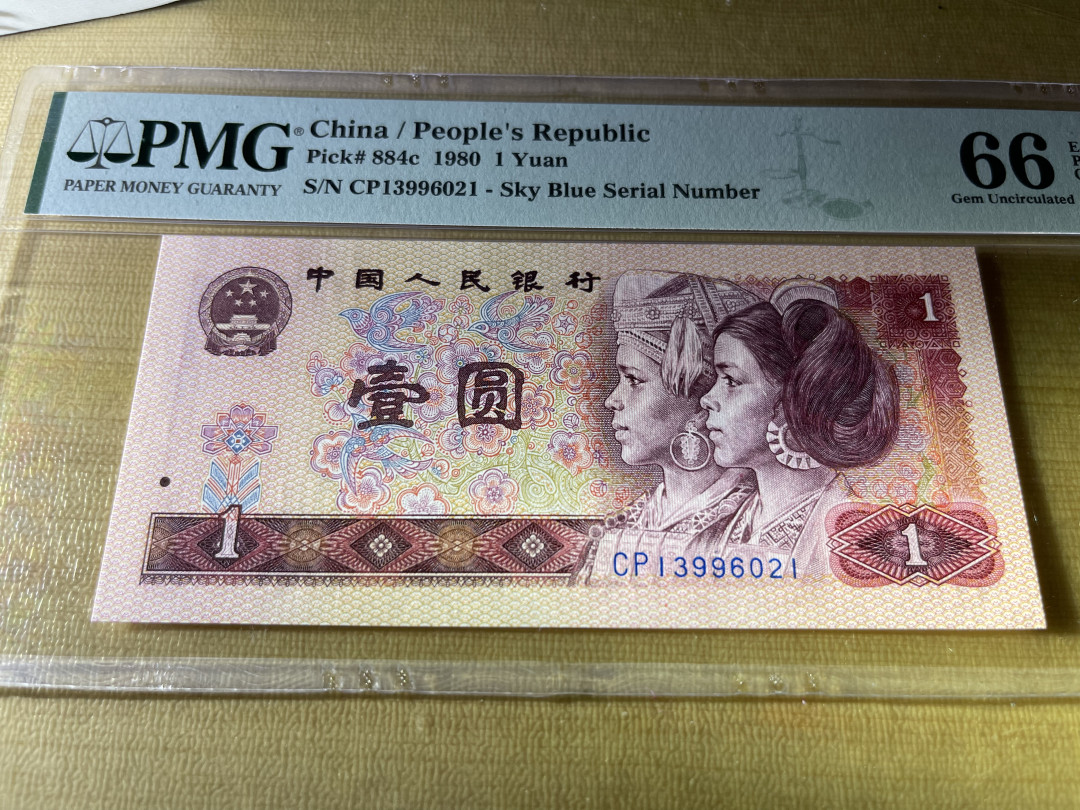 PMG® China / People's Republic
Pick# 884c 1980 1 Yuan
PAPER MONEY GUARANTY
S/N CP13996021 - Sky Blue Serial Number
66
Gem Uncirculated
中国人民银行
1
壹圆
1
1
CP13996021